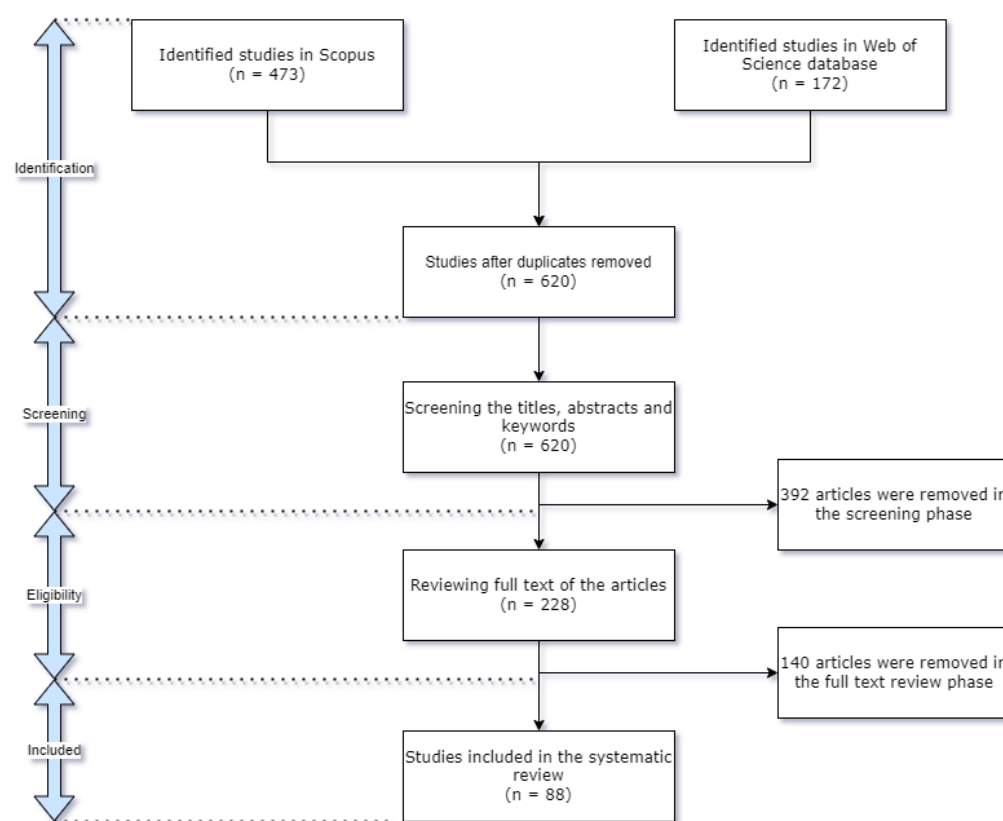 Identified studies in Scopus
(n = 473)
Identified studies in Web of
Science database
(n = 172)
Identification
Studies after duplicates removed
(n = 620)
Screening
Screening the titles, abstracts and
keywords
(n = 620)
392 articles were removed in
the screening phase
Eligibility
Reviewing full text of the articles
(n = 228)
140 articles were removed in
the full text review phase
Included
Studies included in the systematic
review
(n = 88)